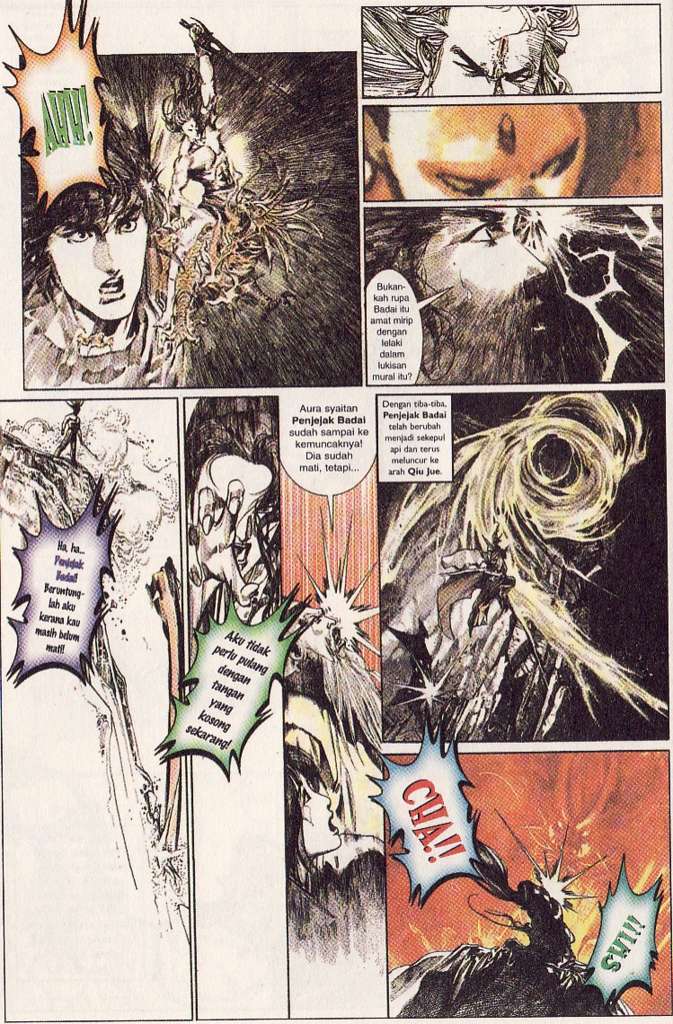 AHH!
Bukan-
kah rupa
Badai itu
amat mirip
dengan
lelaki
dalam
lukisan
mural itu?
Ha, ha...
Penjejak
Badai!
Beruntung-
lah aku
kerana kau
masih belum
mati!
Aku tidak
perlu pulang
dengan
tangan
yang
kosong
sekarang!
Aura syaitan
Penjejak Badai
sudah sampai ke
kemuncaknya!
Dia sudah
mati, tetapi...
Dengan tiba-tiba,
Penjejak Badai
telah berubah
menjadi sekepul
api dan terus
meluncur ke
arah Qiu Jue.
CHA!!
SHI!!